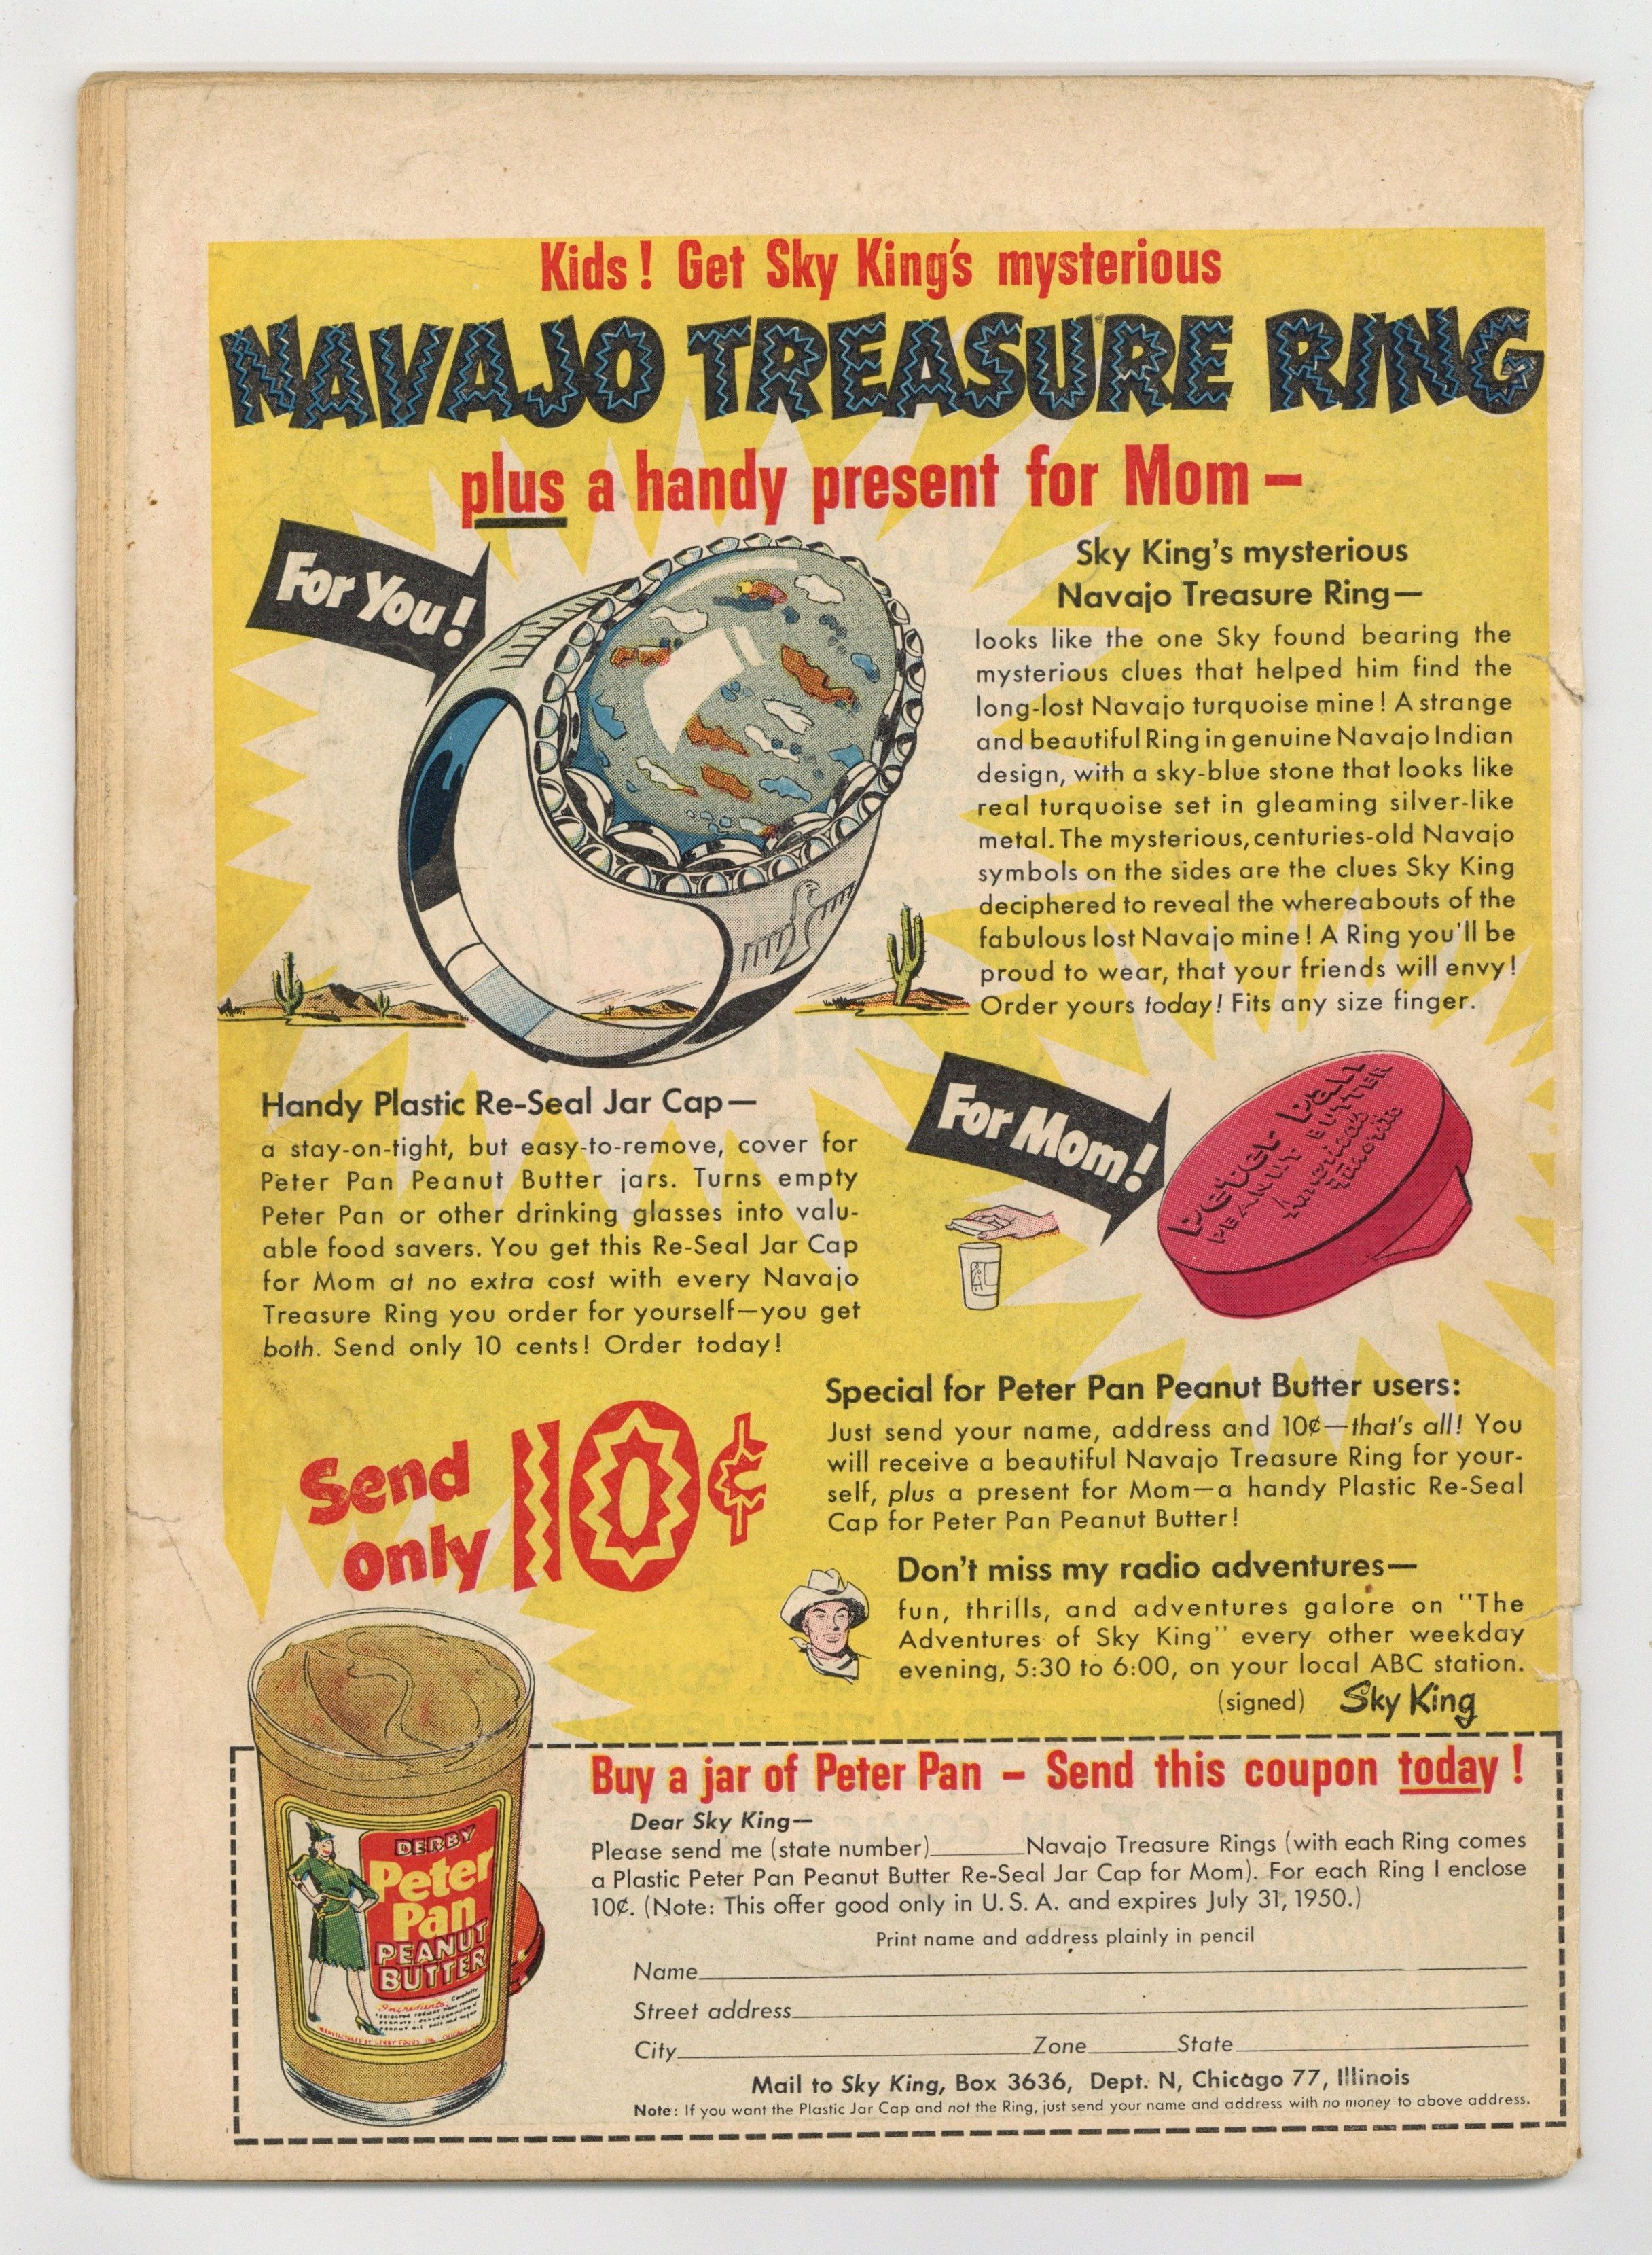 Kids! Get Sky King's mysterious
NAVAJO TREASURE RING
plus a handy present for Mom —
For You!
Sky King's mysterious
Navajo Treasure Ring—
looks like the one Sky found bearing the
mysterious clues that helped him find the
long-lost Navajo turquoise mine! A strange
and beautiful Ring in genuine Navajo Indian
design, with a sky-blue stone that looks like
real turquoise set in gleaming silver-like
metal. The mysterious, centuries-old Navajo
symbols on the sides are the clues Sky King
deciphered to reveal the whereabouts of the
fabulous lost Navajo mine! A Ring you'll be
proud to wear, that your friends will envy!
Order yours today! Fits any size finger.
Handy Plastic Re-Seal Jar Cap—
a stay-on-tight, but easy-to-remove, cover for
Peter Pan Peanut Butter jars. Turns empty
Peter Pan or other drinking glasses into valu-
able food savers. You get this Re-Seal Jar Cap
for Mom at no extra cost with every Navajo
Treasure Ring you order for yourself—you get
both. Send only 10 cents! Order today!
For Mom!
Peter Pan
PEANUT BUTTER
America's
Favorite
Send
only
10¢
Special for Peter Pan Peanut Butter users:
Just send your name, address and 10¢—that's all! You
will receive a beautiful Navajo Treasure Ring for your-
self, plus a present for Mom—a handy Plastic Re-Seal
Cap for Peter Pan Peanut Butter!
Don't miss my radio adventures—
fun, thrills, and adventures galore on "The
Adventures of Sky King" every other weekday
evening, 5:30 to 6:00, on your local ABC station.
(signed) Sky King
DERBY
Peter
Pan
PEANUT
BUTTER
Ingredients:
Buy a jar of Peter Pan — Send this coupon today!
Dear Sky King—
Please send me (state number)______Navajo Treasure Rings (with each Ring comes
a Plastic Peter Pan Peanut Butter Re-Seal Jar Cap for Mom). For each Ring I enclose
10¢. (Note: This offer good only in U. S. A. and expires July 31, 1950.)
Print name and address plainly in pencil
Name______
Street address______
City______Zone______State______
Mail to Sky King, Box 3636, Dept. N, Chicago 77, Illinois
Note: If you want the Plastic Jar Cap and not the Ring, just send your name and address with no money to above address.